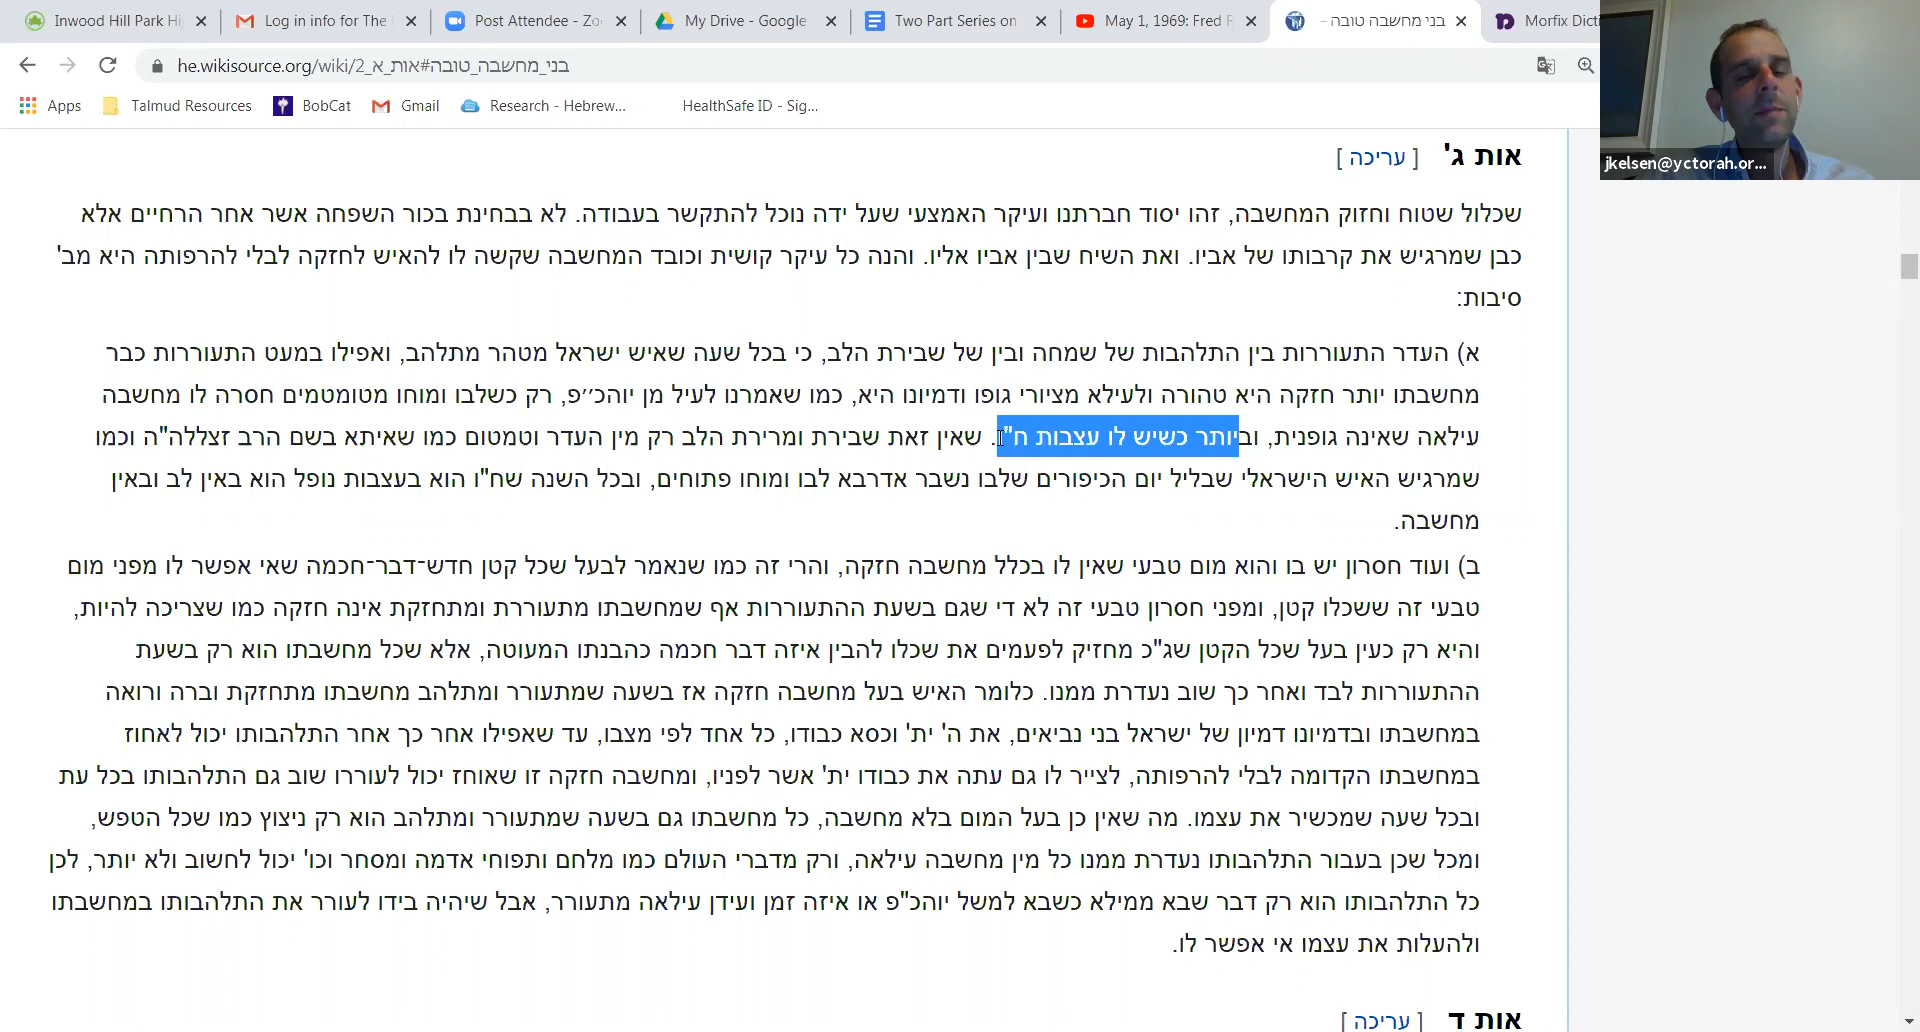 Inwood Hill Park Hi
Log in info for The
Post Attendee - Zo
My Drive - Google
Two Part Series on
May 1, 1969: Fred R
בני מחשבה טובה –
Morfix Dicti
he.wikisource.org/wiki/בני_מחשבה_טובה#אות_א_2
Apps
Talmud Resources
BobCat
Gmail
Research - Hebrew...
HealthSafe ID - Sig...
jkelsen@yctorah.or...
אות ג' [ עריכה ]
שכלול שטוח וחזוק המחשבה, זהו יסוד חברתנו ועיקר האמצעי שעל ידה נוכל להתקשר בעבודה. לא בבחינת בכור השפחה אשר אחר הרחיים אלא
כבן שמרגיש את קרבותו של אביו. ואת השיח שבין אביו אליו. והנה כל עיקר קושית וכובד המחשבה שקשה לו להאיש לחזקה לבלי להרפותה היא מב'
סיבות:
א) העדר התעוררות בין התלהבות של שמחה ובין של שבירת הלב, כי בכל שעה שאיש ישראל מטהר מתלהב, ואפילו במעט התעוררות כבר
מחשבתו יותר חזקה היא טהורה ולעילא מציורי גופו ודמיונו היא, כמו שאמרנו לעיל מן יוהכ״פ, רק כשלבו ומוחו מטומטמים חסרה לו מחשבה
עילאה שאינה גופנית, וביותר כשיש לו עצבות ח"ו. שאין זאת שבירת ומרירת הלב רק מין העדר וטמטום כמו שאיתא בשם הרב זצללה"ה וכמו
שמרגיש האיש הישראלי שבליל יום הכיפורים שלבו נשבר אדרבא לבו ומוחו פתוחים, ובכל השנה שח"ו הוא בעצבות נופל הוא באין לב ובאין
מחשבה.
ב) ועוד חסרון יש בו והוא מום טבעי שאין לו בכלל מחשבה חזקה, והרי זה כמו שנאמר לבעל שכל קטן חדש־דבר־חכמה שאי אפשר לו מפני מום
טבעי זה ששכלו קטן, ומפני חסרון טבעי זה לא די שגם בשעת ההתעוררות אף שמחשבתו מתעוררת ומתחזקת אינה חזקה כמו שצריכה להיות,
והיא רק כעין בעל שכל הקטן שג"כ מחזיק לפעמים את שכלו להבין איזה דבר חכמה כהבנתו המעוטה, אלא שכל מחשבתו הוא רק בשעת
ההתעוררות לבד ואחר כך שוב נעדרת ממנו. כלומר האיש בעל מחשבה חזקה אז בשעה שמתעורר ומתלהב מחשבתו מתחזקת וברה ורואה
במחשבתו ובדמיונו דמיון של ישראל בני נביאים, את ה' ית' וכסא כבודו, כל אחד לפי מצבו, עד שאפילו אחר כך אחר התלהבותו יכול לאחוז
במחשבתו הקדומה לבלי להרפותה, לצייר לו גם עתה את כבודו ית' אשר לפניו, ומחשבה חזקה זו שאוחז יכול לעוררו שוב גם התלהבותו בכל עת
ובכל שעה שמכשיר את עצמו. מה שאין כן בעל המום בלא מחשבה, כל מחשבתו גם בשעה שמתעורר ומתלהב הוא רק ניצוץ כמו שכל הטפש,
ומכל שכן בעבור התלהבותו נעדרת ממנו כל מין מחשבה עילאה, ורק מדברי העולם כמו מלחם ותפוחי אדמה ומסחר וכו' יכול לחשוב ולא יותר, לכן
כל התלהבותו הוא רק דבר שבא ממילא כשבא למשל יוהכ"פ או איזה זמן ועידן עילאה מתעורר, אבל שיהיה בידו לעורר את התלהבותו במחשבתו
ולהעלות את עצמו אי אפשר לו.
אות ד [ עריכה ]